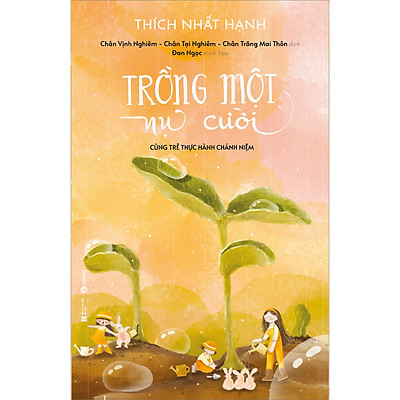 THÍCH NHẤT HẠNH
Chân Vịnh Nghiêm - Chân Tại Nghiêm - Chân Trăng Mai Thôn dịch
Đan Ngọc minh họa
TRỒNG MỘT
nụ cười
CÙNG TRẺ THỰC HÀNH CHÁNH NIỆM